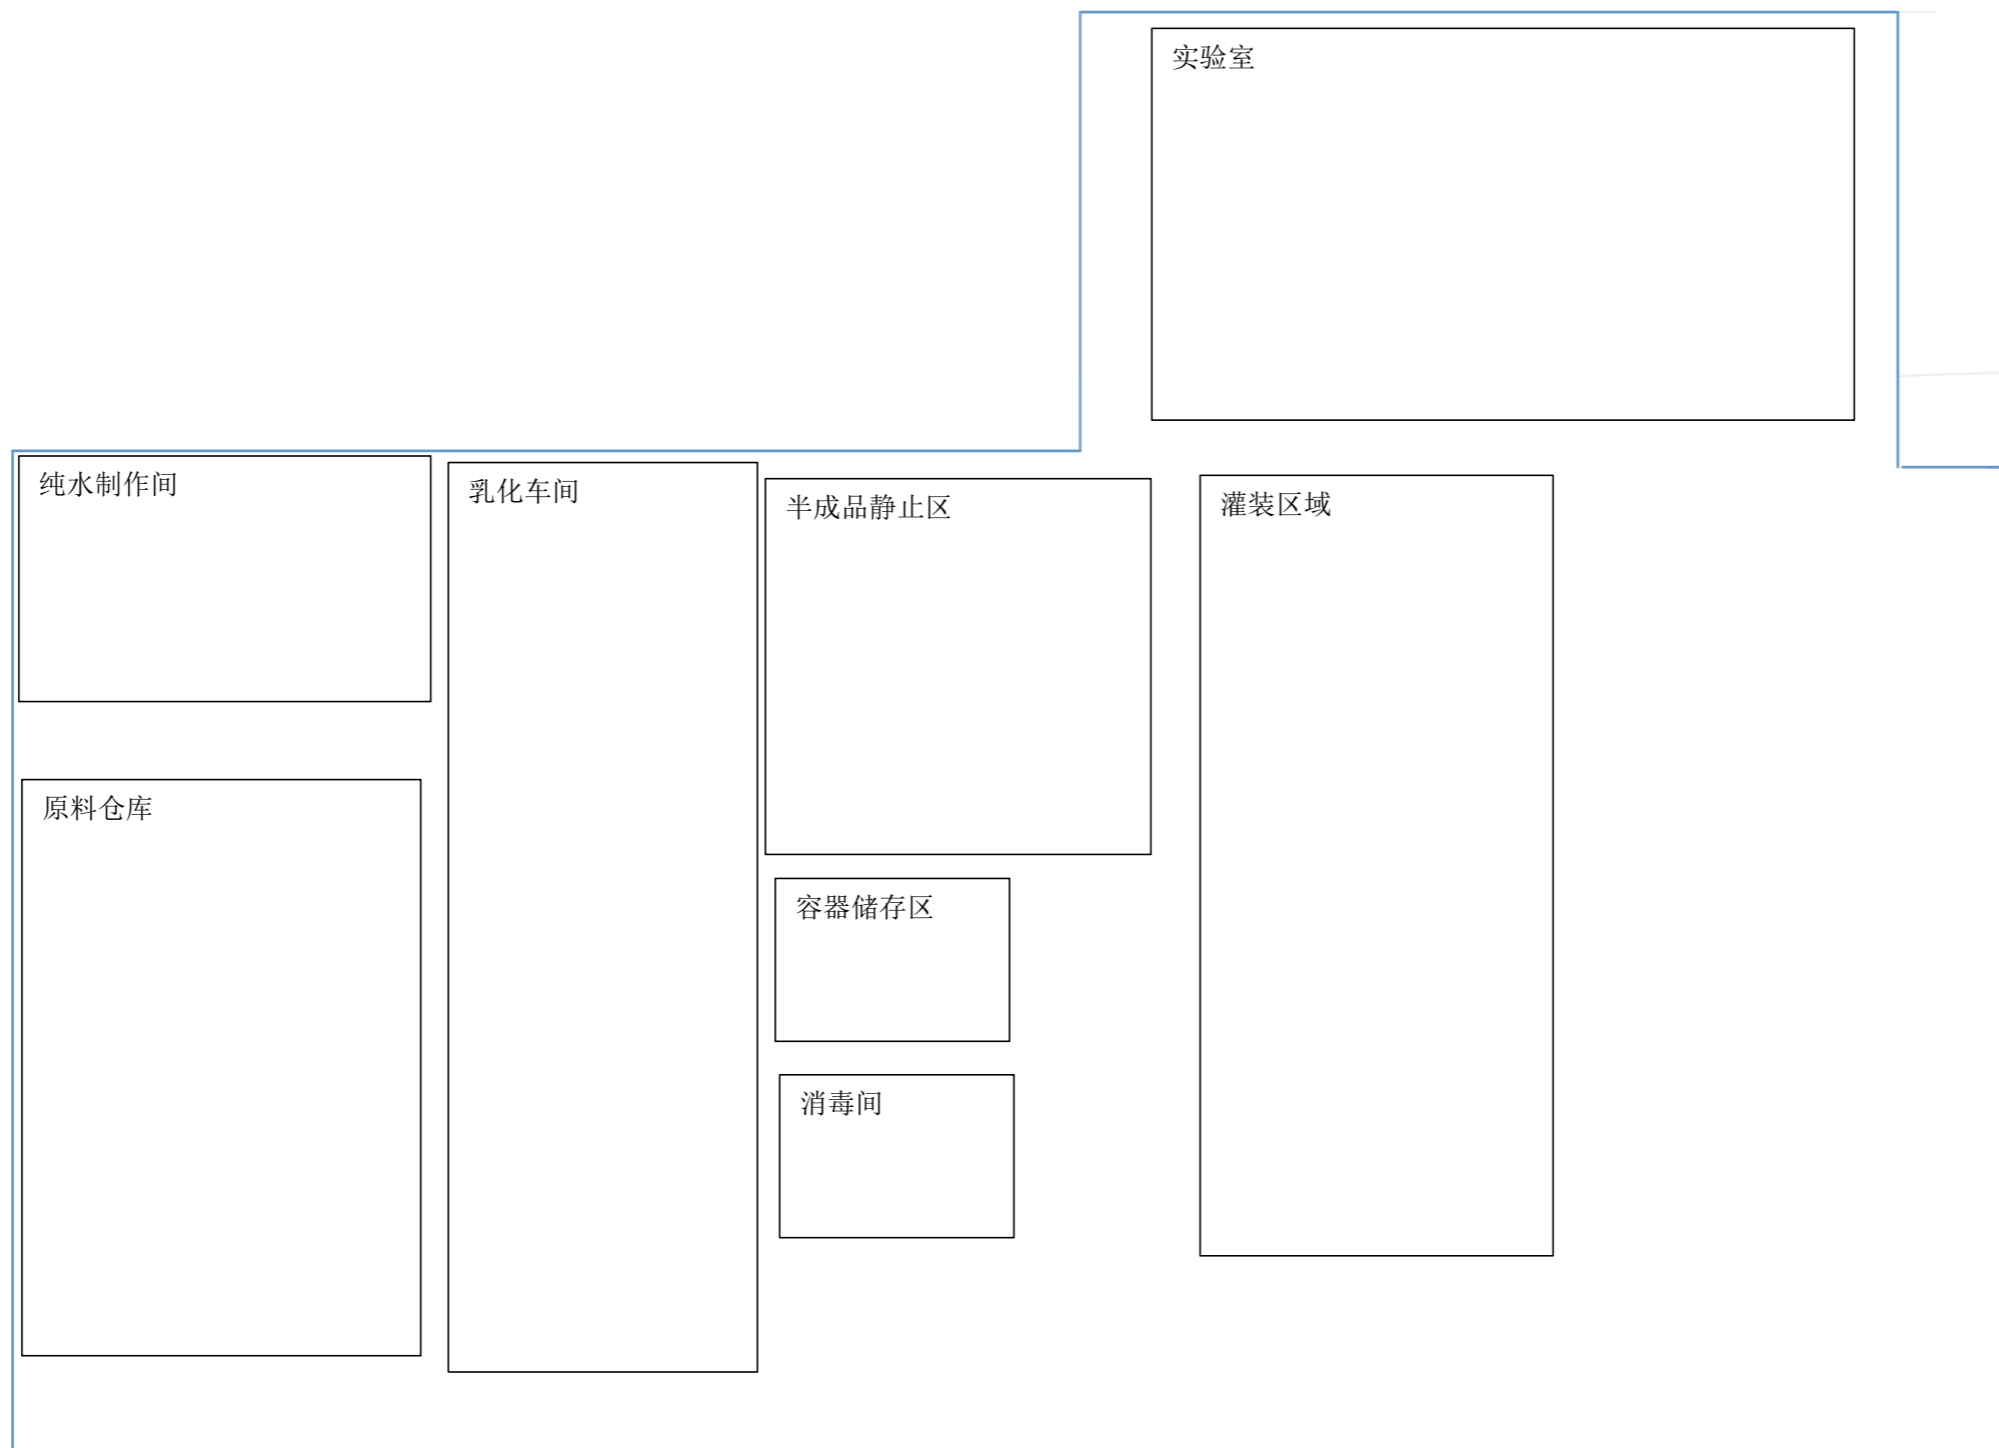 实验室
纯水制作间
乳化车间
半成品静止区
灌装区域
原料仓库
容器储存区
消毒间